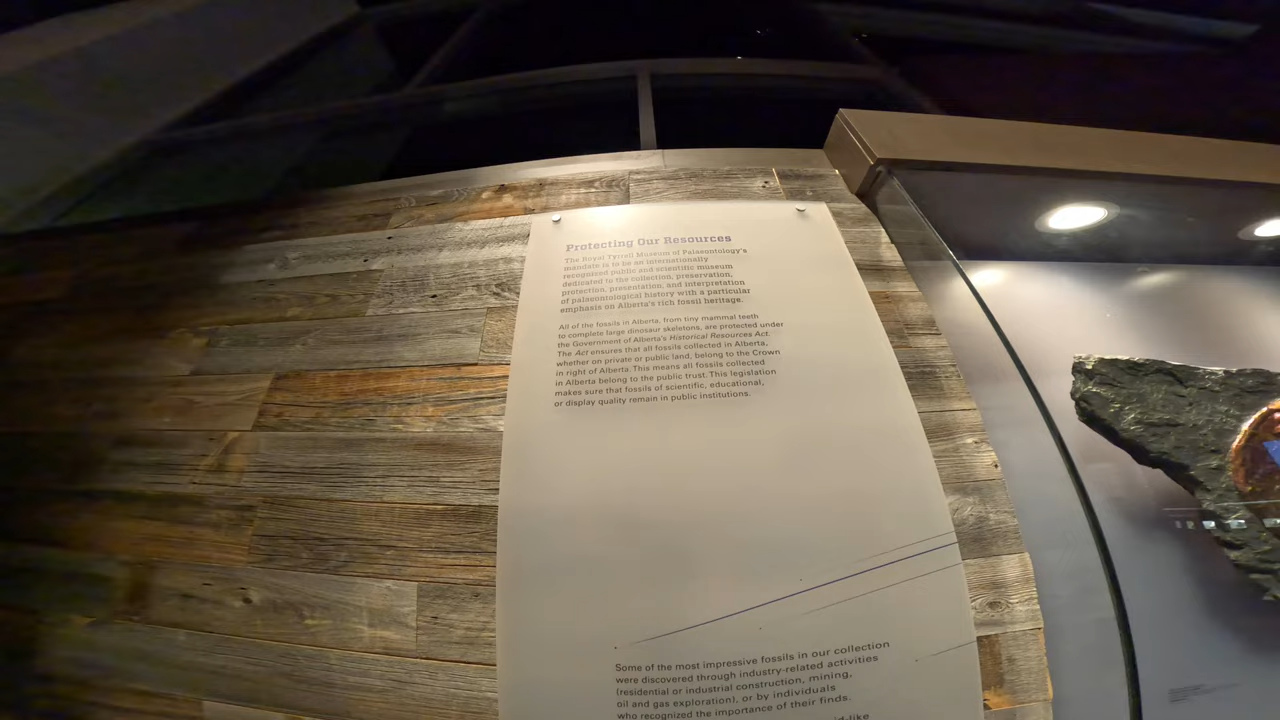 Protecting Our Resources
The Royal Tyrrell Museum of Palaeontology's
mandate is to be an internationally
recognised public and scientific museum
dedicated to the collection, preservation,
protection, presentation, and interpretation
of palaeontological history with a particular
emphasis on Alberta's rich fossil heritage.
All of the fossils in Alberta, from tiny mammal teeth
to complete large dinosaur skeletons, are protected under
the Government of Alberta's Historical Resources Act.
The Act ensures that all fossils collected in Alberta,
whether on private or public land, belong to the Crown
in right of Alberta. This means all fossils collected
in Alberta belong to the public trust. This legislation
makes sure that fossils of scientific, educational,
or display quality remain in public institutions.
Some of the most impressive fossils in our collection
were discovered through industry-related activities
(residential or industrial construction, mining,
oil and gas exploration), or by individuals
who recognized the importance of their finds.